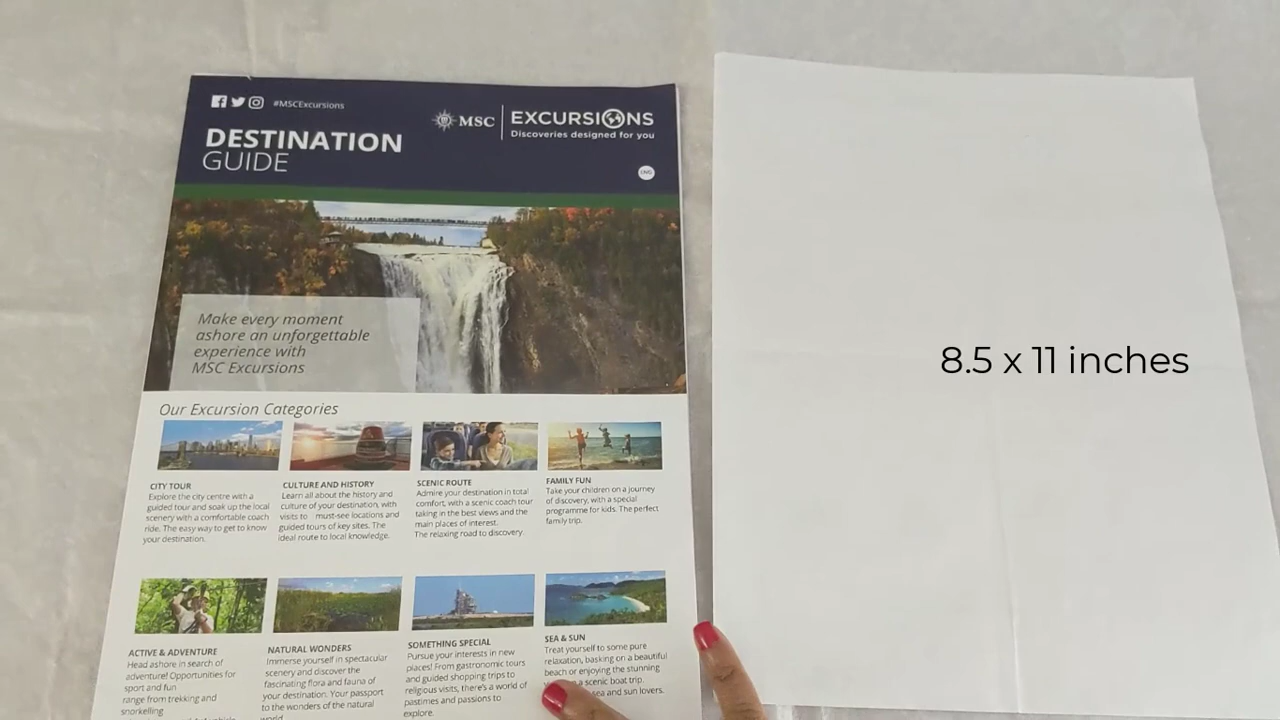 #MSCExcursions
MSC
EXCURSIONS
Discoveries designed for you
DESTINATION
GUIDE
ENG
Make every moment
ashore an unforgettable
experience with
MSC Excursions
Our Excursion Categories
CITY TOUR
Explore the city centre with a
guided tour and soak up the local
scenery with a comfortable coach
ride. The easy way to get to know
your destination.
CULTURE AND HISTORY
Learn all about the history and
culture of your destination, with
visits to must-see locations and
guided tours of key sites. The
ideal route to local knowledge.
SCENIC ROUTE
Admire your destination in total
comfort, with a scenic coach tour
taking in the best views and the
main places of interest.
The relaxing road to discovery.
FAMILY FUN
Take your children on a journey
of discovery, with a special
programme for kids. The perfect
family trip.
ACTIVE & ADVENTURE
Head ashore in search of
adventure! Opportunities for
sport and fun
range from trekking and
snorkelling
NATURAL WONDERS
Immerse yourself in spectacular
scenery and discover the
fascinating flora and fauna of
your destination. Your passport
to the wonders of the natural
world.
SOMETHING SPECIAL
Pursue your interests in new
places! From gastronomic tours
and guided shopping trips to
religious visits, there's a world of
pastimes and passions to
explore.
SEA & SUN
Treat yourself to some pure
relaxation, basking on a beautiful
beach or enjoying the stunning
a scenic boat trip.
sea and sun lovers.
8.5 x 11 inches